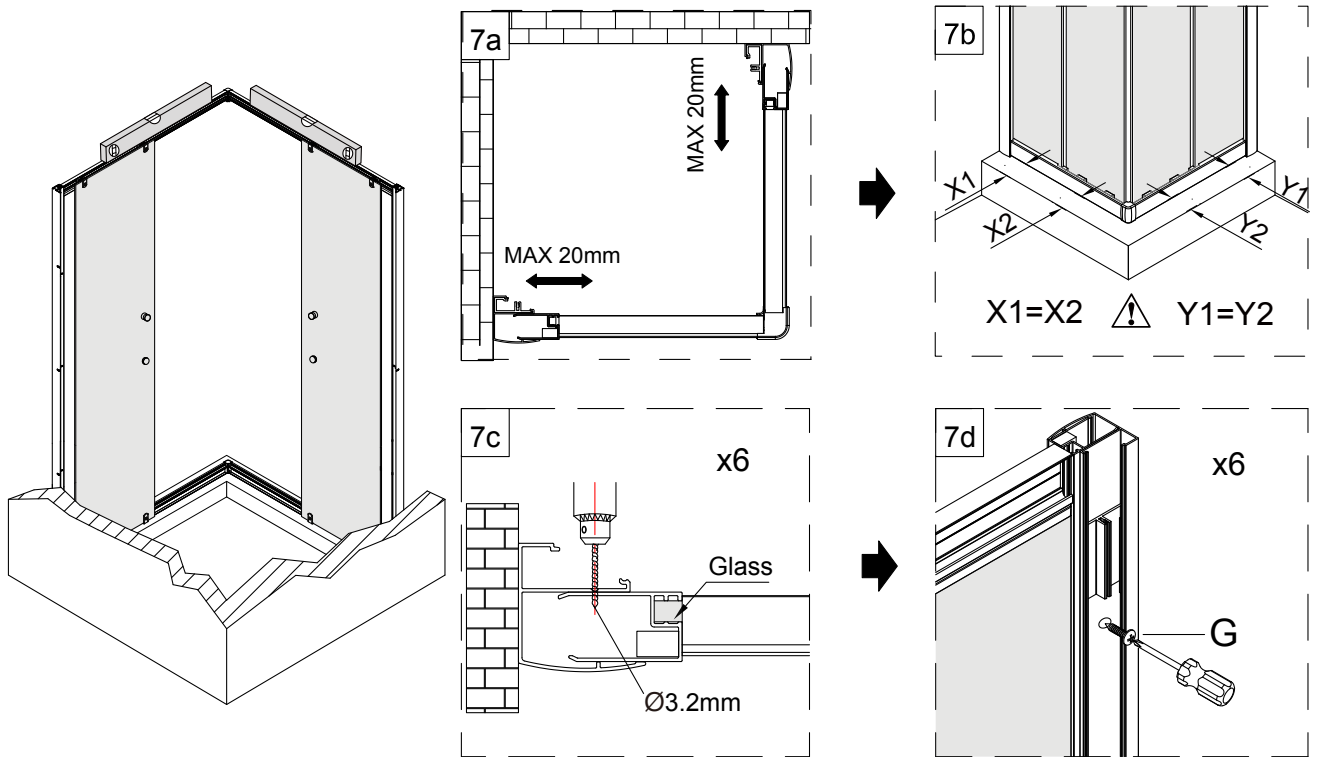 7a
MAX 20mm
MAX 20mm
7b
X1
X2
Y1
Y2
X1=X2
Y1=Y2
7c
x6
Glass
Ø3.2mm
7d
x6
G